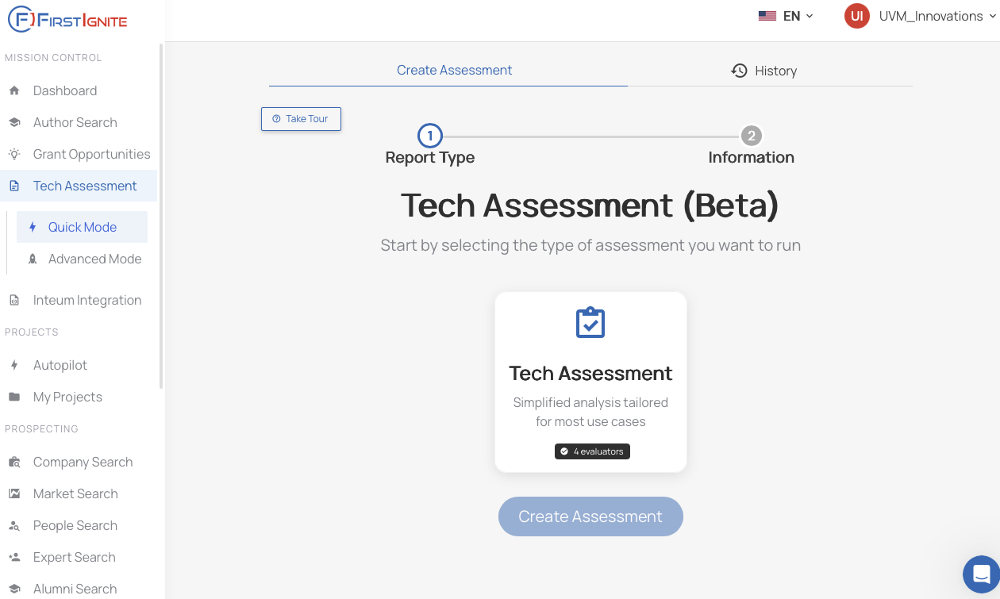 FIRSTIGNITE
EN
UI
UVM_Innovations
MISSION CONTROL
Dashboard
Author Search
Grant Opportunities
Tech Assessment
Quick Mode
Advanced Mode
Inteum Integration
PROJECTS
Autopilot
My Projects
PROSPECTING
Company Search
Market Search
People Search
Expert Search
Alumni Search
Create Assessment
History
Take Tour
1
Report Type
2
Information
Tech Assessment (Beta)
Start by selecting the type of assessment you want to run
Tech Assessment
Simplified analysis tailored
for most use cases
4 evaluators
Create Assessment